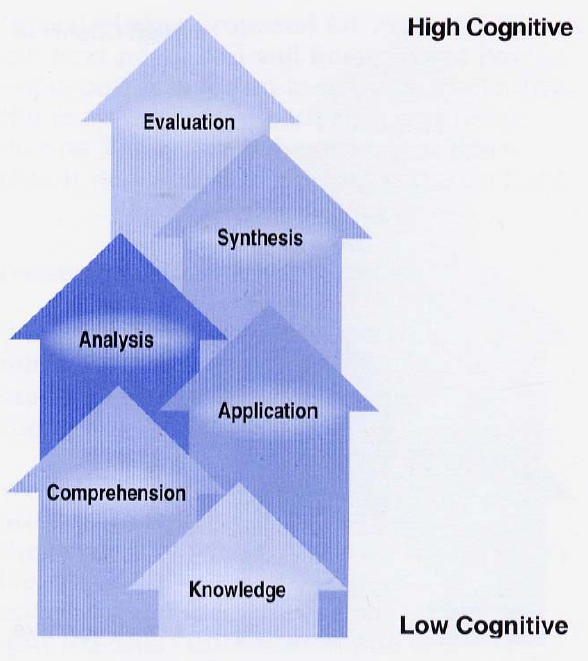 High Cognitive
Evaluation
Synthesis
Analysis
Application
Comprehension
Knowledge
Low Cognitive